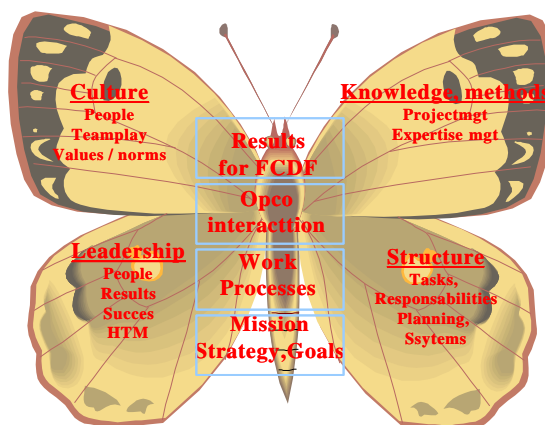 Culture
People
Teamplay
Values / norms
Knowledge, methods
Projectmgt
Expertise mgt
Results
for FCDF
Opco
interacttion
Work
Processes
Mission
Strategy,Goals
Leadership
People
Results
Succes
HTM
Structure
Tasks,
Responsabilities
Planning,
Ssytems